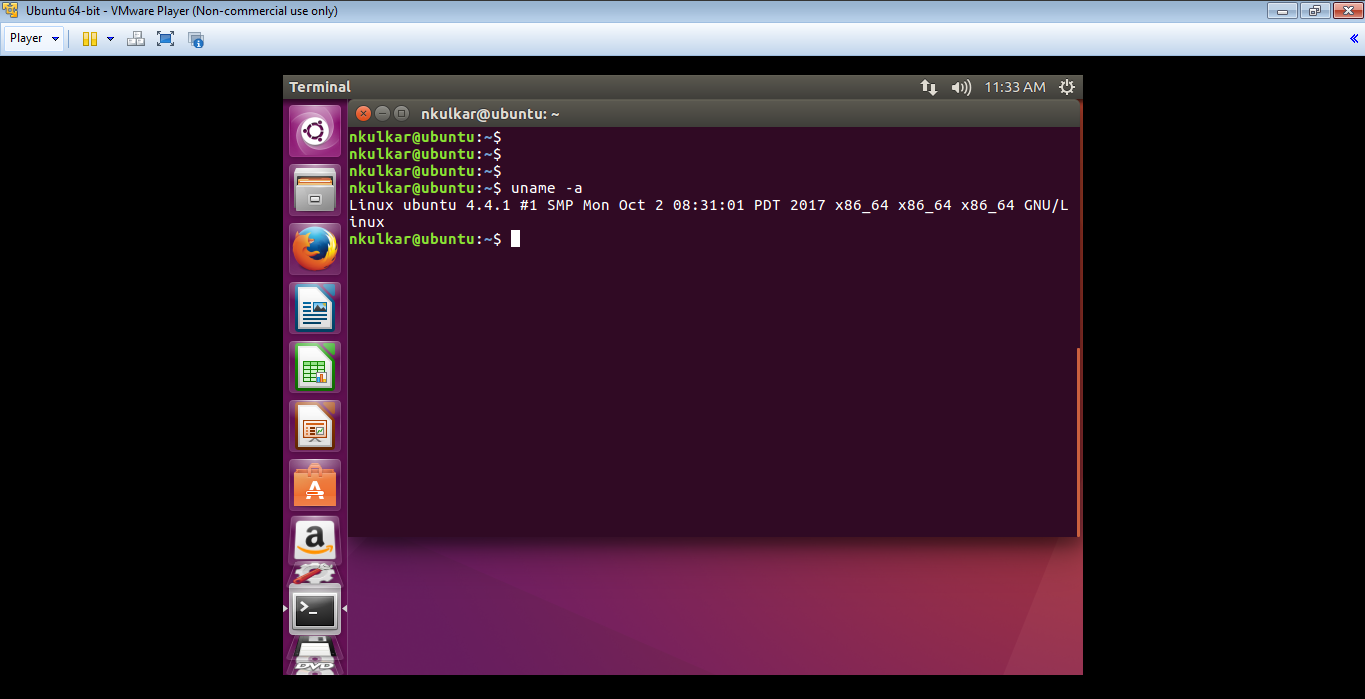 Ubuntu 64-bit - VMware Player (Non-commercial use only)
Player
Terminal
11:33 AM
nkulkar@ubuntu: ~
nkulkar@ubuntu:~$
nkulkar@ubuntu:~$
nkulkar@ubuntu:~$
nkulkar@ubuntu:~$ uname -a
Linux ubuntu 4.4.1 #1 SMP Mon Oct 2 08:31:01 PDT 2017 x86_64 x86_64 x86_64 GNU/L
inux
nkulkar@ubuntu:~$
A
a
>_
DVD